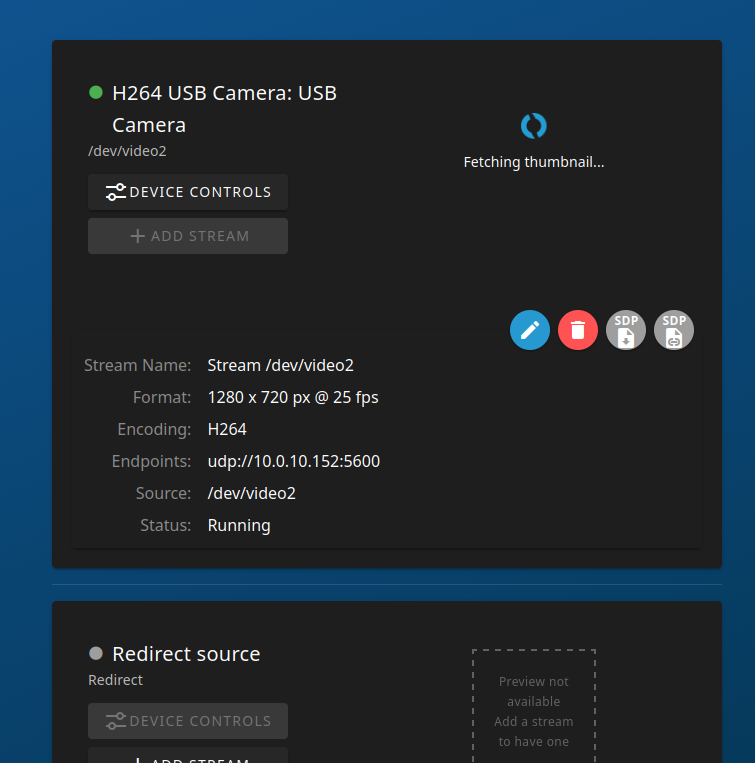 H264 USB Camera: USB
Camera
/dev/video2
Fetching thumbnail...
DEVICE CONTROLS
ADD STREAM
SDP SDP
Stream Name: Stream /dev/video2
Format: 1280 x 720 px @ 25 fps
Encoding: H264
Endpoints: udp://10.0.10.152:5600
Source: /dev/video2
Status: Running
Redirect source
Redirect
Preview not
available
Add a stream
to have one
DEVICE CONTROLS
ADD STREAM